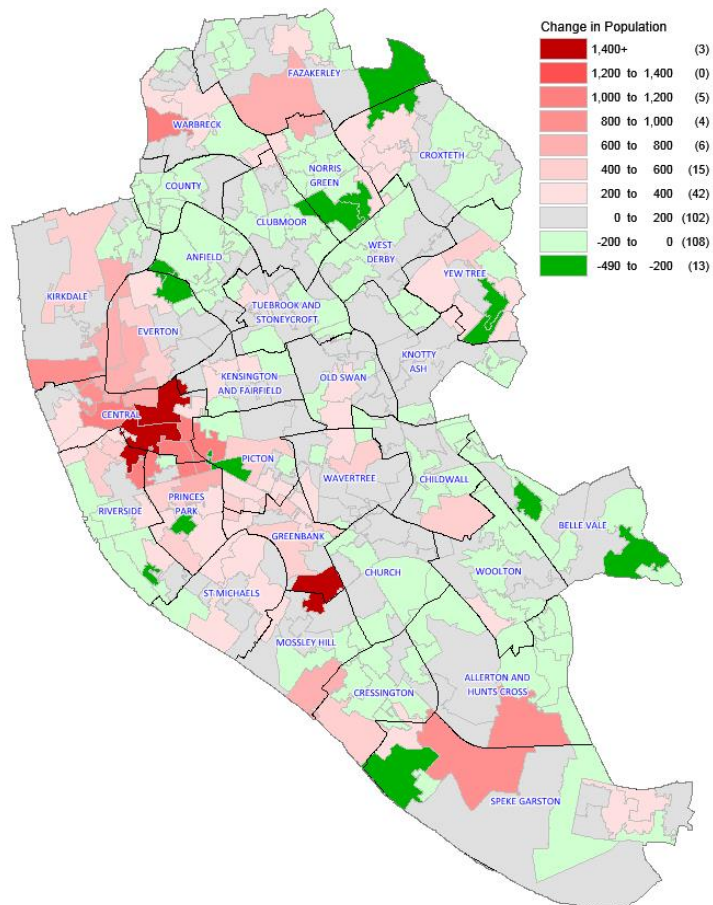 Change in Population
1,400+ (3)
1,200 to 1,400 (0)
1,000 to 1,200 (5)
800 to 1,000 (4)
600 to 800 (6)
400 to 600 (15)
200 to 400 (42)
0 to 200 (102)
-200 to 0 (108)
-490 to -200 (13)
FAZAKERLEY
WARBRECK
CROXTETH
NORRIS
GREEN
COUNTY
CLUBMOOR
WEST
DERBY
ANFIELD
YEW TREE
KIRKDALE
TUEBROOK AND
STONEYCROFT
EVERTON
KNOTTY
ASH
KENSINGTON
AND FAIRFIELD
OLD SWAN
CENTRAL
PICTON
WAVERTREE
CHILDWALL
PRINCES
PARK
RIVERSIDE
BELLE VALE
GREENBANK
CHURCH
WOOLTON
ST MICHAELS
MOSSLEY HILL
ALLERTON AND
HUNTS CROSS
CRESSINGTON
SPEKE GARSTON